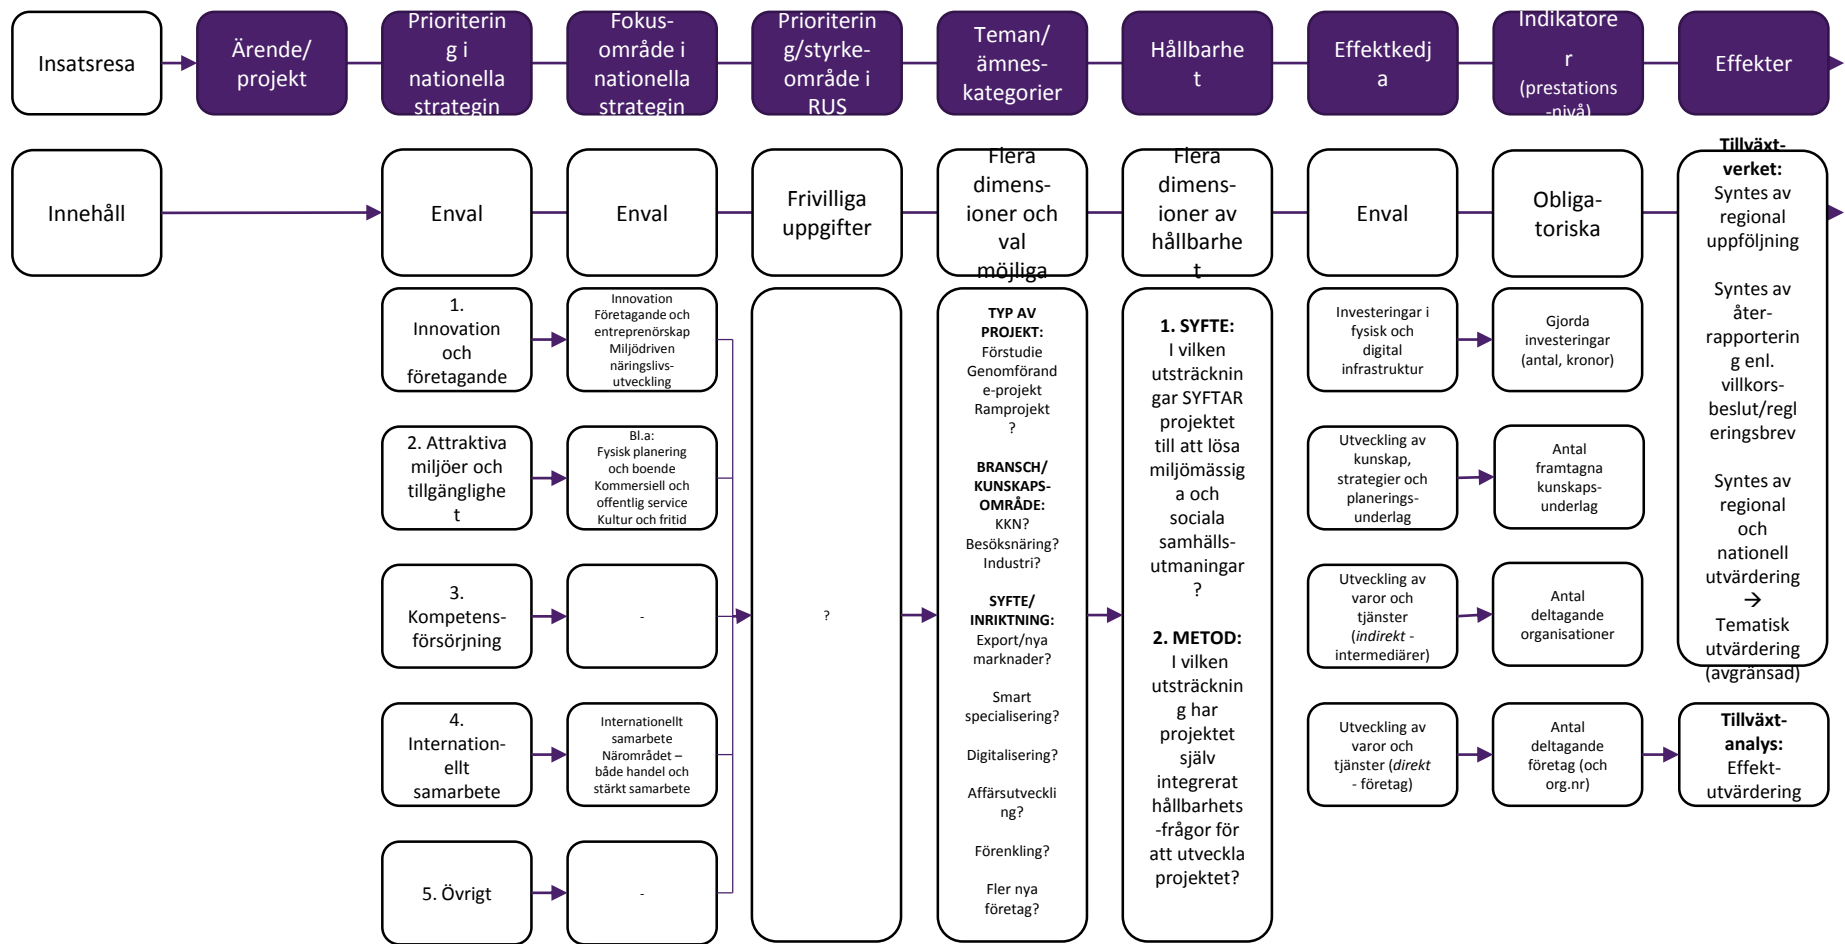 Insatsresa
Ärende/
projekt
Prioriterin
g i
nationella
strategin
Fokus-
område i
nationella
strategin
Prioriterin
g/styrke-
område i
RUS
Teman/
ämnes-
kategorier
Hållbarhe
t
Effektkedj
a
Indikatore
r
(prestations
-nivå)
Effekter
Innehåll
Enval
Enval
Frivilliga
uppgifter
Flera
dimens-
ioner och
val
möjliga
Flera
dimens-
ioner av
hållbarhe
t
Enval
Obliga-
toriska
Tillväxt-
verket:
Syntes av
regional
uppföljning
Syntes av
åter-
rapporterin
g enl.
villkors-
beslut/regl
eringsbrev
Syntes av
regional
och
nationell
utvärdering
→
Tematisk
utvärdering
(avgränsad)
1.
Innovation
och
företagande
Innovation
Företagande och
entreprenörskap
Miljödriven
näringslivs-
utveckling
2. Attraktiva
miljöer och
tillgänglighe
t
Bl.a:
Fysisk planering
och boende
Kommersiell och
offentlig service
Kultur och fritid
3.
Kompetens-
försörjning
-
4.
Internation-
ellt
samarbete
Internationellt
samarbete
Närområdet –
både handel och
stärkt samarbete
5. Övrigt
-
?
TYP AV
PROJEKT:
Förstudie
Genomförand
e-projekt
Ramprojekt
?
BRANSCH/
KUNSKAPS-
OMRÅDE:
KKN?
Besöksnäring?
Industri?
SYFTE/
INRIKTNING:
Export/nya
marknader?
Smart
specialisering?
Digitalisering?
Affärsutveckli
ng?
Förenkling?
Fler nya
företag?
1. SYFTE:
I vilken
utsträcknin
gar SYFTAR
projektet
till att lösa
miljömässig
a och
sociala
samhälls-
utmaningar
?
2. METOD:
I vilken
utsträcknin
g har
projektet
själv
integrerat
hållbarhets
-frågor för
att utveckla
projektet?
Investeringar i
fysisk och
digital
infrastruktur
Gjorda
investeringar
(antal, kronor)
Utveckling av
kunskap,
strategier och
planerings-
underlag
Antal
framtagna
kunskaps-
underlag
Utveckling av
varor och
tjänster
(indirekt -
intermediärer)
Antal
deltagande
organisationer
Utveckling av
varor och
tjänster (direkt
- företag)
Antal
deltagande
företag (och
org.nr)
Tillväxt-
analys:
Effekt-
utvärdering